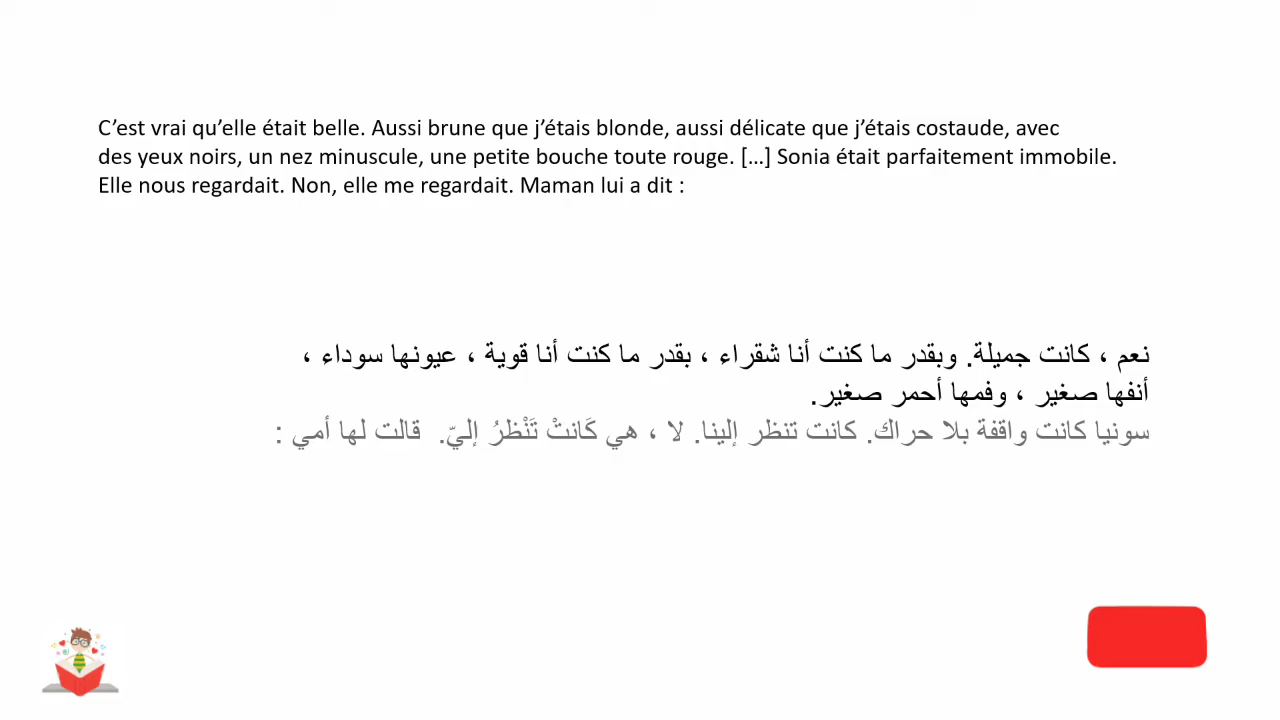 C’est vrai qu’elle était belle. Aussi brune que j’étais blonde, aussi délicate que j’étais costaude, avec
des yeux noirs, un nez minuscule, une petite bouche toute rouge. […] Sonia était parfaitement immobile.
Elle nous regardait. Non, elle me regardait. Maman lui a dit :
نعم ، كانت جميلة. وبقدر ما كنت أنا شقراء ، بقدر ما كنت أنا قوية ، عيونها سوداء ،
أنفها صغير ، وفمها أحمر صغير.
سونيا كانت واقفة بلا حراك. كانت تنظر إلينا. لا ، هي كَانتْ تَنْظرُ إليّ. قالت لها أمي :